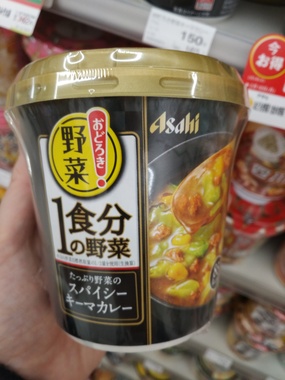 150
今
お得
おどろき
野菜
Asahi
1食分
の野菜
たっぷり野菜の
スパイシー
キーマカレー